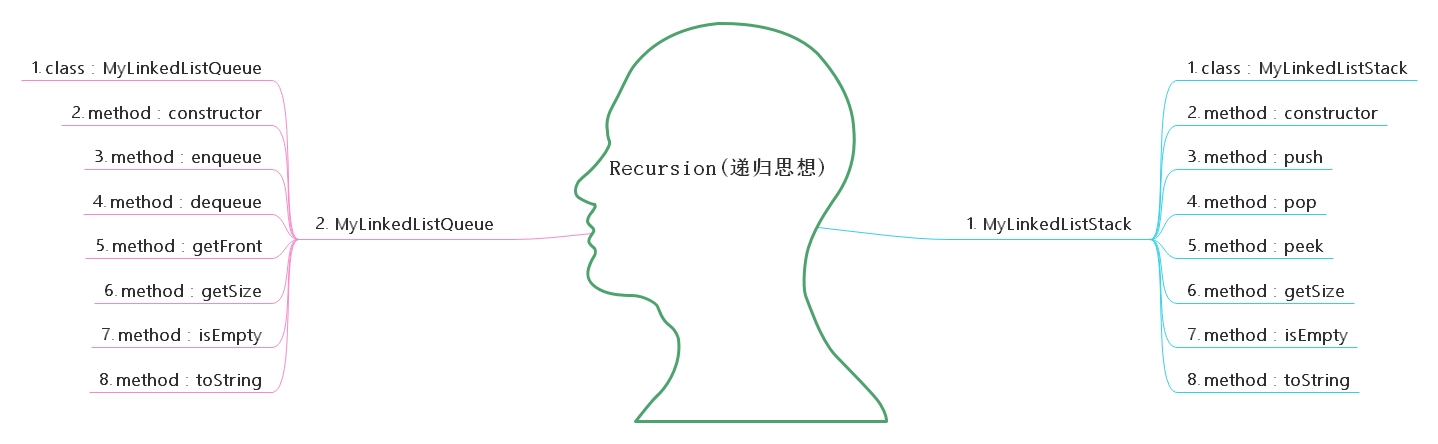 Recursion(递归思想)
1. MyLinkedListStack
1. class : MyLinkedListStack
2. method : constructor
3. method : push
4. method : pop
5. method : peek
6. method : getSize
7. method : isEmpty
8. method : toString
2. MyLinkedListQueue
1. class : MyLinkedListQueue
2. method : constructor
3. method : enqueue
4. method : dequeue
5. method : getFront
6. method : getSize
7. method : isEmpty
8. method : toString